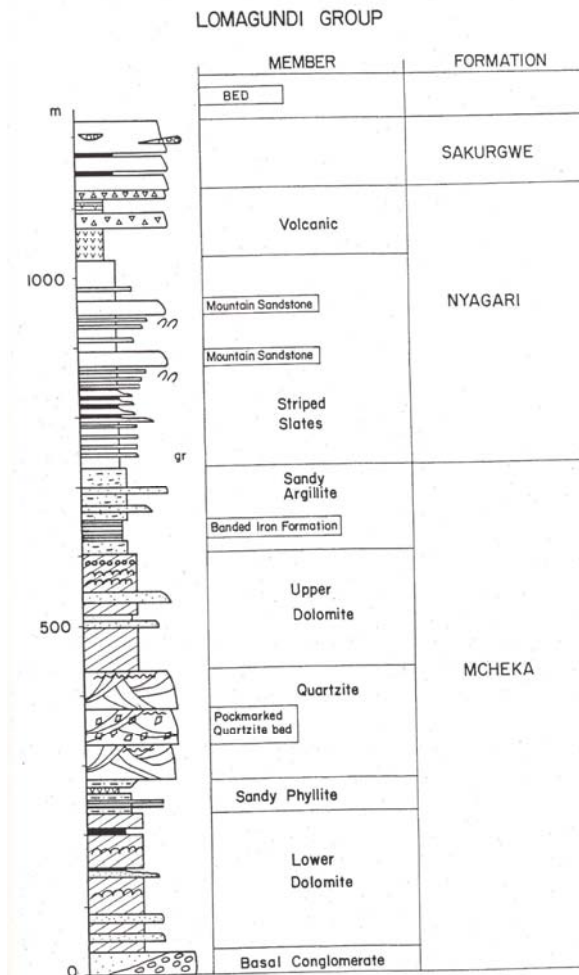 LOMAGUNDI GROUP
MEMBER
FORMATION
BED
m
SAKURGWE
Volcanic
1000
NYAGARI
Mountain Sandstone
Mountain Sandstone
Striped
Slates
gr
Sandy
Argillite
Banded Iron Formation
Upper
Dolomite
500
MCHEKA
Quartzite
Pockmarked
Quartzite bed
Sandy Phyllite
Lower
Dolomite
Basal Conglomerate
0